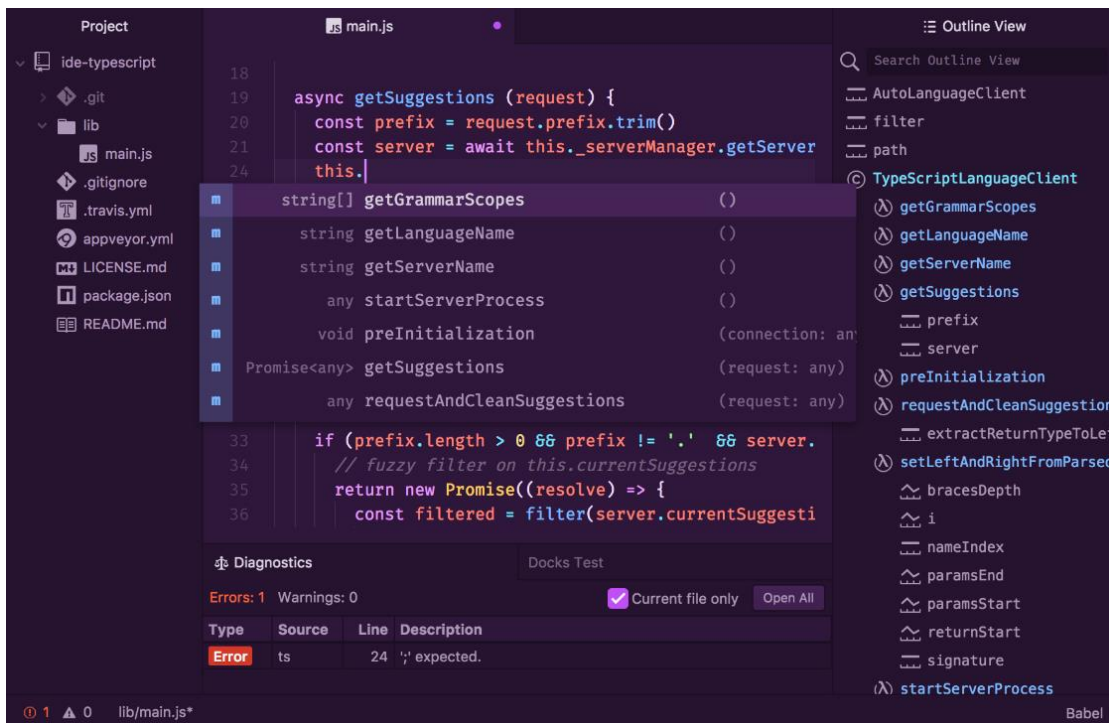 Project
ide-typescript
.git
lib
JS main.js
.gitignore
.travis.yml
appveyor.yml
LICENSE.md
package.json
README.md
JS main.js
18
19 async getSuggestions (request) {
20 const prefix = request.prefix.trim()
21 const server = await this._serverManager.getServer
24 this.
m string[] getGrammarScopes ()
m string getLanguageName ()
m string getServerName ()
m any startServerProcess ()
m void preInitialization (connection: an
m Promise<any> getSuggestions (request: any)
m any requestAndCleanSuggestions (request: any)
33 if (prefix.length > 0 && prefix != '.' && server.
34 // fuzzy filter on this.currentSuggestions
35 return new Promise((resolve) => {
36 const filtered = filter(server.currentSuggesti
Diagnostics Docks Test
Errors: 1 Warnings: 0 Current file only Open All
Type Source Line Description
Error ts 24 ';' expected.
Outline View
Search Outline View
AutoLanguageClient
filter
path
C TypeScriptLanguageClient
λ getGrammarScopes
λ getLanguageName
λ getServerName
λ getSuggestions
prefix
server
λ preInitialization
λ requestAndCleanSuggestion
extractReturnTypeToLe
λ setLeftAndRightFromParsed
bracesDepth
i
nameIndex
paramsEnd
paramsStart
returnStart
signature
λ startServerProcess
1 0 lib/main.js* Babel